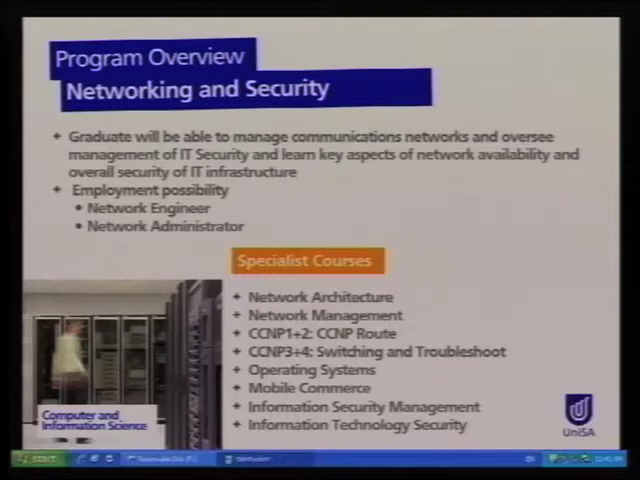 Program Overview
Networking and Security
Graduate will be able to manage communications networks and oversee
management of IT Security and learn key aspects of network availability and
overall security of IT infrastructure
Employment possibility
Network Engineer
Network Administrator
Specialist Courses
Network Architecture
Network Management
CCNP1+2: CCNP Route
CCNP3+4: Switching and Troubleshoot
Operating Systems
Mobile Commerce
Information Security Management
Information Technology Security
Computer and
Information Science
UniSA
start